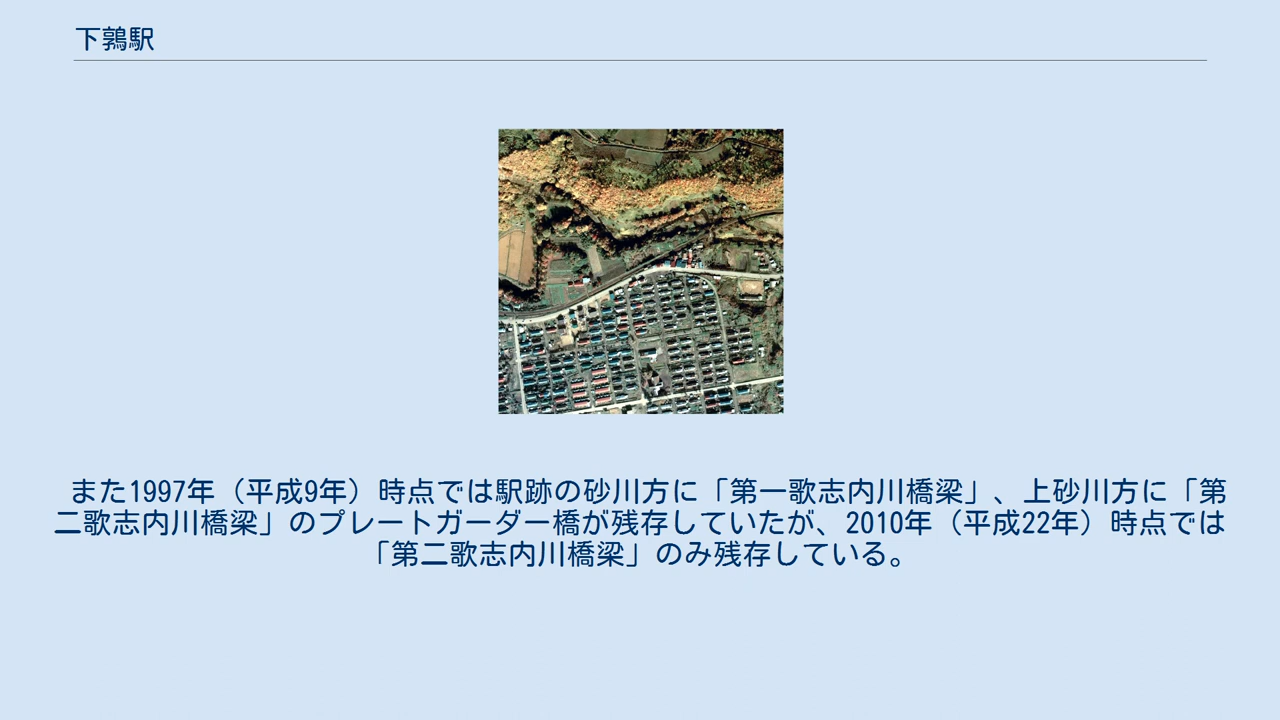 下鶉駅
また1997年（平成9年）時点では駅跡の砂川方に「第一歌志内川橋梁」、上砂川方に「第
二歌志内川橋梁」のプレートガーダー橋が残存していたが、2010年（平成22年）時点では
「第二歌志内川橋梁」のみ残存している。